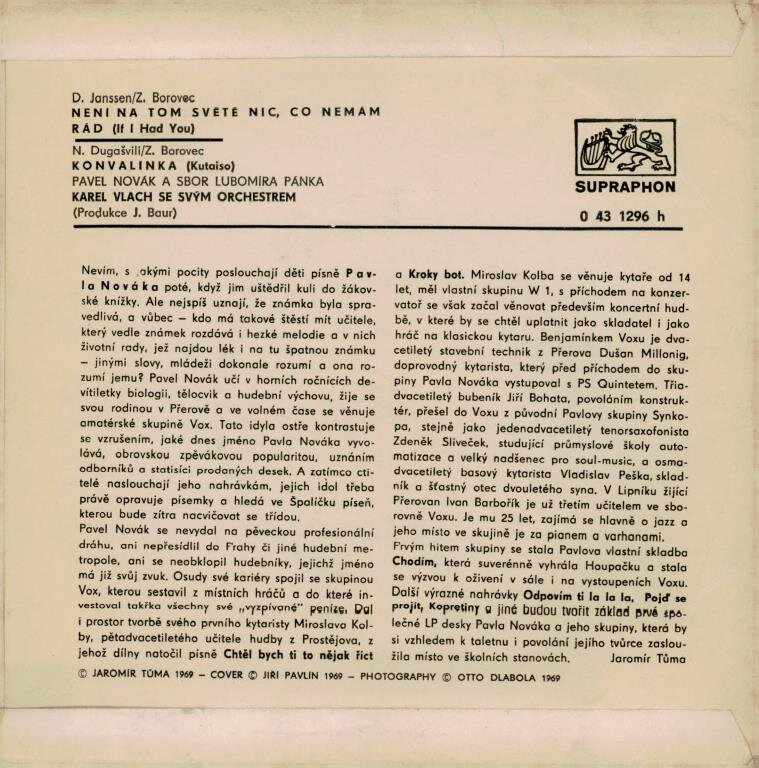 D. Janssen/Z. Borovec
NENÍ NA TOM SVĚTĚ NIC, CO NEMÁM
RÁD (If I Had You)
N. Dugašvili/Z. Borovec
KONVALINKA (Kutaiso)
PAVEL NOVÁK A SBOR LUBOMÍRA PÁNKA
KAREL VLACH SE SVÝM ORCHESTREM
(Produkce J. Baur)
SUPRAPHON
0 43 1296 h
Nevím, s jakými pocity poslouchají děti písně Pav-
la Nováka poté, když jim uštědřil kuli do žákov-
ské knížky. Ale nejspíš uznají, že známka byla spra-
vedlivá, a vůbec – kdo má takové štěstí mít učitele,
který vedle známek rozdává i hezké melodie a v nich
životní rady, jež najdou lék i na tu špatnou známku
– jinými slovy, mládeži dokonale rozumí a ona ro-
zumí jemu? Pavel Novák učí v horních ročnících de-
vítiletky biologii, tělocvik a hudební výchovu, žije se
svou rodinou v Přerově a ve volném čase se věnuje
amatérské skupině Vox. Tato idyla ostře kontrastuje
se vzrušením, jaké dnes jméno Pavla Nováka vyvo-
lává, obrovskou zpěvákovou popularitou, uznáním
odborníků a statisíci prodaných desek. A zatímco cti-
telé naslouchají jeho nahrávkám, jejich idol třeba
právě opravuje písemky a hledá ve Špalíčku píseň,
kterou bude zítra nacvičovat se třídou.
Pavel Novák se nevydal na pěveckou profesionální
dráhu, ani nepřesídlil do Prahy či jiné hudební me-
tropole, ani se neobklopil hudebníky, jejichž jméno
má již svůj zvuk. Osudy své kariéry spojil se skupinou
Vox, kterou sestavil z místních hráčů a do které in-
vestoval takřka všechny své „vyzpívané" peníze. Dal
i prostor tvorbě svého prvního kytaristy Miroslava Kol-
by, pětadvacetiletého učitele hudby z Prostějova, z
jehož dílny natočil písně Chtěl bych ti to nějak říct
a Kroky bot. Miroslav Kolba se věnuje kytaře od 14
let, měl vlastní skupinu W 1, s příchodem na konzer-
vatoř se však začal věnovat především koncertní hud-
bě, v které by se chtěl uplatnit jako skladatel i jako
hráč na klasickou kytaru. Benjamínkem Voxu je dva-
cetiletý stavební technik z Přerova Dušan Millonig,
doprovodný kytarista, který před příchodem do sku-
piny Pavla Nováka vystupoval s PS Quintetem. Třia-
dvacetiletý bubeník Jiří Bohata, povoláním konstruk-
tér, přešel do Voxu z původní Pavlovy skupiny Synko-
pa, stejně jako jedenadvacetiletý tenorsaxofonista
Zdeněk Slíveček, studující průmyslové školy auto-
matizace a velký nadšenec pro soul-music, a osma-
dvacetiletý basový kytarista Vladislav Peška, sklad-
ník a šťastný otec dvouletého syna. V Lipníku žijící
Přerovan Ivan Barbořík je už třetím učitelem ve sbo-
rovně Voxu. Je mu 25 let, zajímá se hlavně o jazz a
jeho místo ve skujině je za pianem a varhanami.
Prvým hitem skupiny se stala Pavlova vlastní skladba
Chodím, která suverénně vyhrála Houpačku a stala
se výzvou k oživení v sále i na vystoupeních Voxu.
Další výrazné nahrávky Odpovím ti la la la, Pojď se
projít, Kopretiny a jiné budou tvořit základ prvé spo-
lečné LP desky Pavla Nováka a jeho skupiny, která by
si vzhledem k taletnu i povolání jejího tvůrce zaslou-
žila místo ve školních stanovách. Jaromír Tůma
© JAROMÍR TŮMA 1969 – COVER © JIŘÍ PAVLÍN 1969 – PHOTOGRAPHY © OTTO DLABOLA 1969